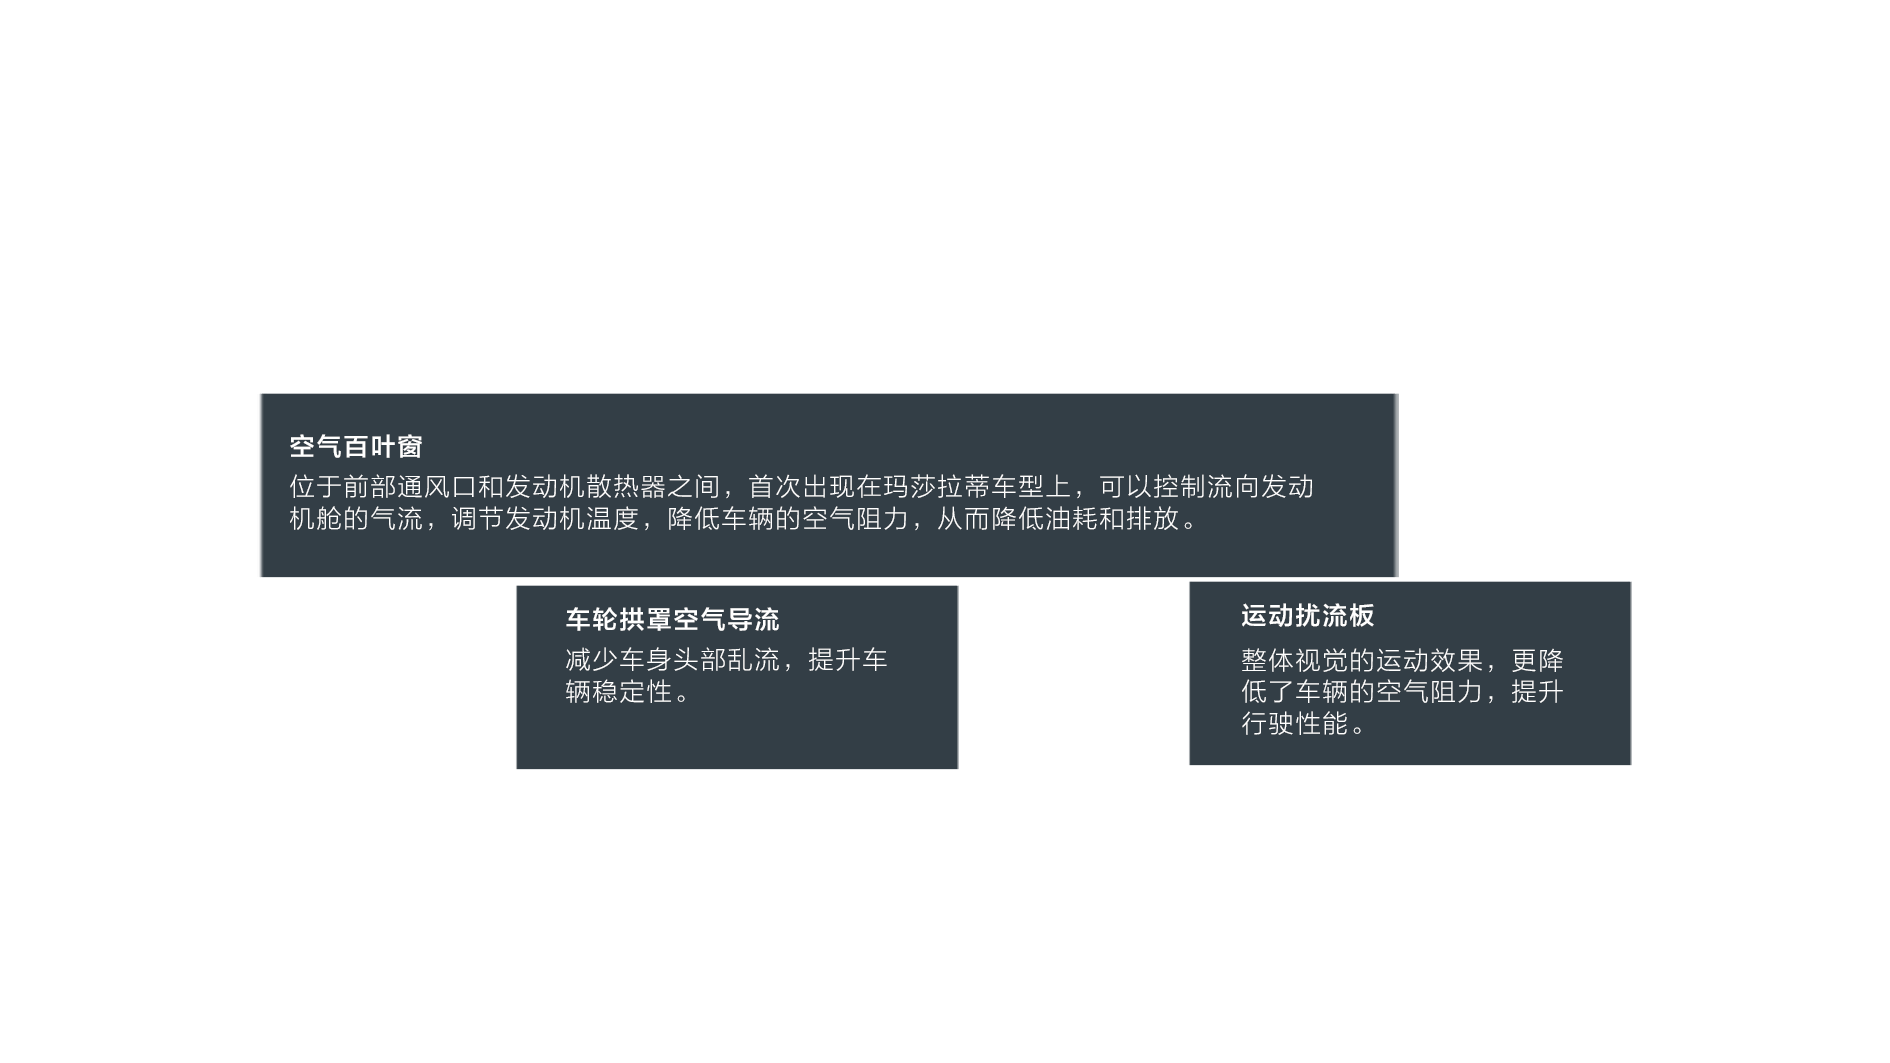 空气百叶窗
位于前部通风口和发动机散热器之间，首次出现在玛莎拉蒂车型上，可以控制流向发动
机舱的气流，调节发动机温度，降低车辆的空气阻力，从而降低油耗和排放。
车轮拱罩空气导流
减少车身头部乱流，提升车
辆稳定性。
运动扰流板
整体视觉的运动效果，更降
低了车辆的空气阻力，提升
行驶性能。